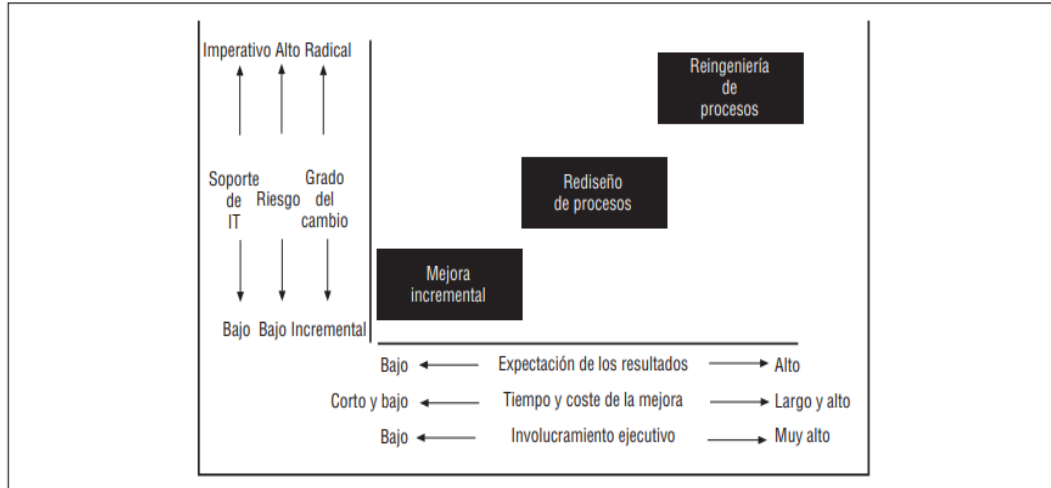 Imperativo Alto Radical
Reingeniería
de
procesos
Soporte
de
IT
Riesgo
Grado
del
cambio
Rediseño
de procesos
Mejora
incremental
Bajo Bajo Incremental
Bajo Expectación de los resultados Alto
Corto y bajo Tiempo y coste de la mejora Largo y alto
Bajo Involucramiento ejecutivo Muy alto